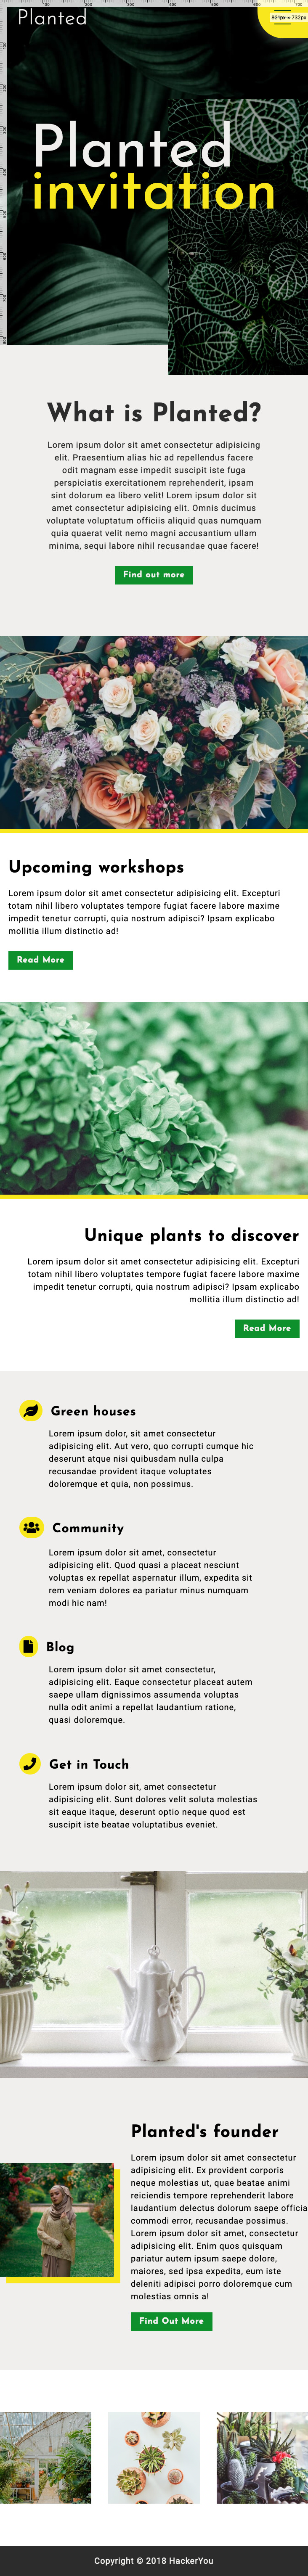 Planted
821px × 732px
Planted
invitation
What is Planted?
Lorem ipsum dolor sit amet consectetur adipisicing
elit. Praesentium alias hic ad repellendus facere
odit magnam esse impedit suscipit iste fuga
perspiciatis exercitationem reprehenderit, ipsam
sint dolorum ea libero velit! Lorem ipsum dolor sit
amet consectetur adipisicing elit. Omnis ducimus
voluptate voluptatum officiis aliquid quas numquam
quia quaerat velit nemo magni accusantium ullam
minima, sequi labore nihil recusandae quae facere!
Find out more
Upcoming workshops
Lorem ipsum dolor sit amet consectetur adipisicing elit. Excepturi
totam nihil libero voluptates tempore fugiat facere labore maxime
impedit tenetur corrupti, quia nostrum adipisci? Ipsam explicabo
mollitia illum distinctio ad!
Read More
Unique plants to discover
Lorem ipsum dolor sit amet consectetur adipisicing elit. Excepturi
totam nihil libero voluptates tempore fugiat facere labore maxime
impedit tenetur corrupti, quia nostrum adipisci? Ipsam explicabo
mollitia illum distinctio ad!
Read More
Green houses
Lorem ipsum dolor, sit amet consectetur
adipisicing elit. Aut vero, quo corrupti cumque hic
deserunt atque nisi quibusdam nulla culpa
recusandae provident itaque voluptates
doloremque et quia, non possimus.
Community
Lorem ipsum dolor sit amet, consectetur
adipisicing elit. Quod quasi a placeat nesciunt
voluptas ex repellat aspernatur illum, expedita sit
rem veniam dolores ea pariatur minus numquam
modi hic nam!
Blog
Lorem ipsum dolor sit amet consectetur,
adipisicing elit. Eaque consectetur placeat autem
saepe ullam dignissimos assumenda voluptas
nulla odit animi a repellat laudantium ratione,
quasi doloremque.
Get in Touch
Lorem ipsum dolor sit, amet consectetur
adipisicing elit. Sunt dolores velit soluta molestias
sit eaque itaque, deserunt optio neque quod est
suscipit iste beatae voluptatibus eveniet.
Planted's founder
Lorem ipsum dolor sit amet consectetur
adipisicing elit. Ex provident corporis
neque molestias ut, quae beatae animi
reiciendis tempore reprehenderit labore
laudantium delectus dolorum saepe officia
commodi error, recusandae possimus.
Lorem ipsum dolor sit amet, consectetur
adipisicing elit. Enim quos quisquam
pariatur autem ipsum saepe dolore,
maiores, sed ipsa expedita, eum iste
deleniti adipisci porro doloremque cum
molestias omnis a!
Find Out More
Copyright © 2018 HackerYou